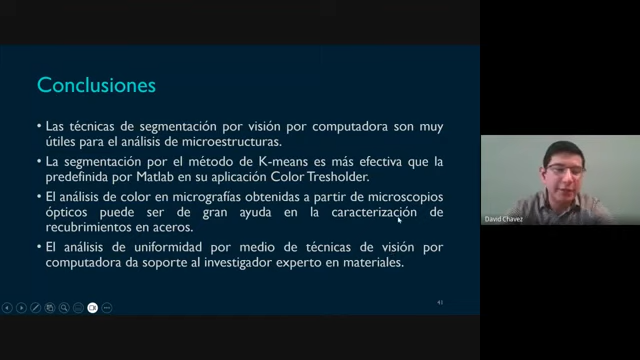 Conclusiones
• Las técnicas de segmentación por visión por computadora son muy
útiles para el análisis de microestructuras.
• La segmentación por el método de K-means es más efectiva que la
predefinida por Matlab en su aplicación Color Tresholder.
• El análisis de color en micrografías obtenidas a partir de microscopios
ópticos puede ser de gran ayuda en la caracterización de
recubrimientos en aceros.
• El análisis de uniformidad por medio de técnicas de visión por
computadora da soporte al investigador experto en materiales.
David Chavez